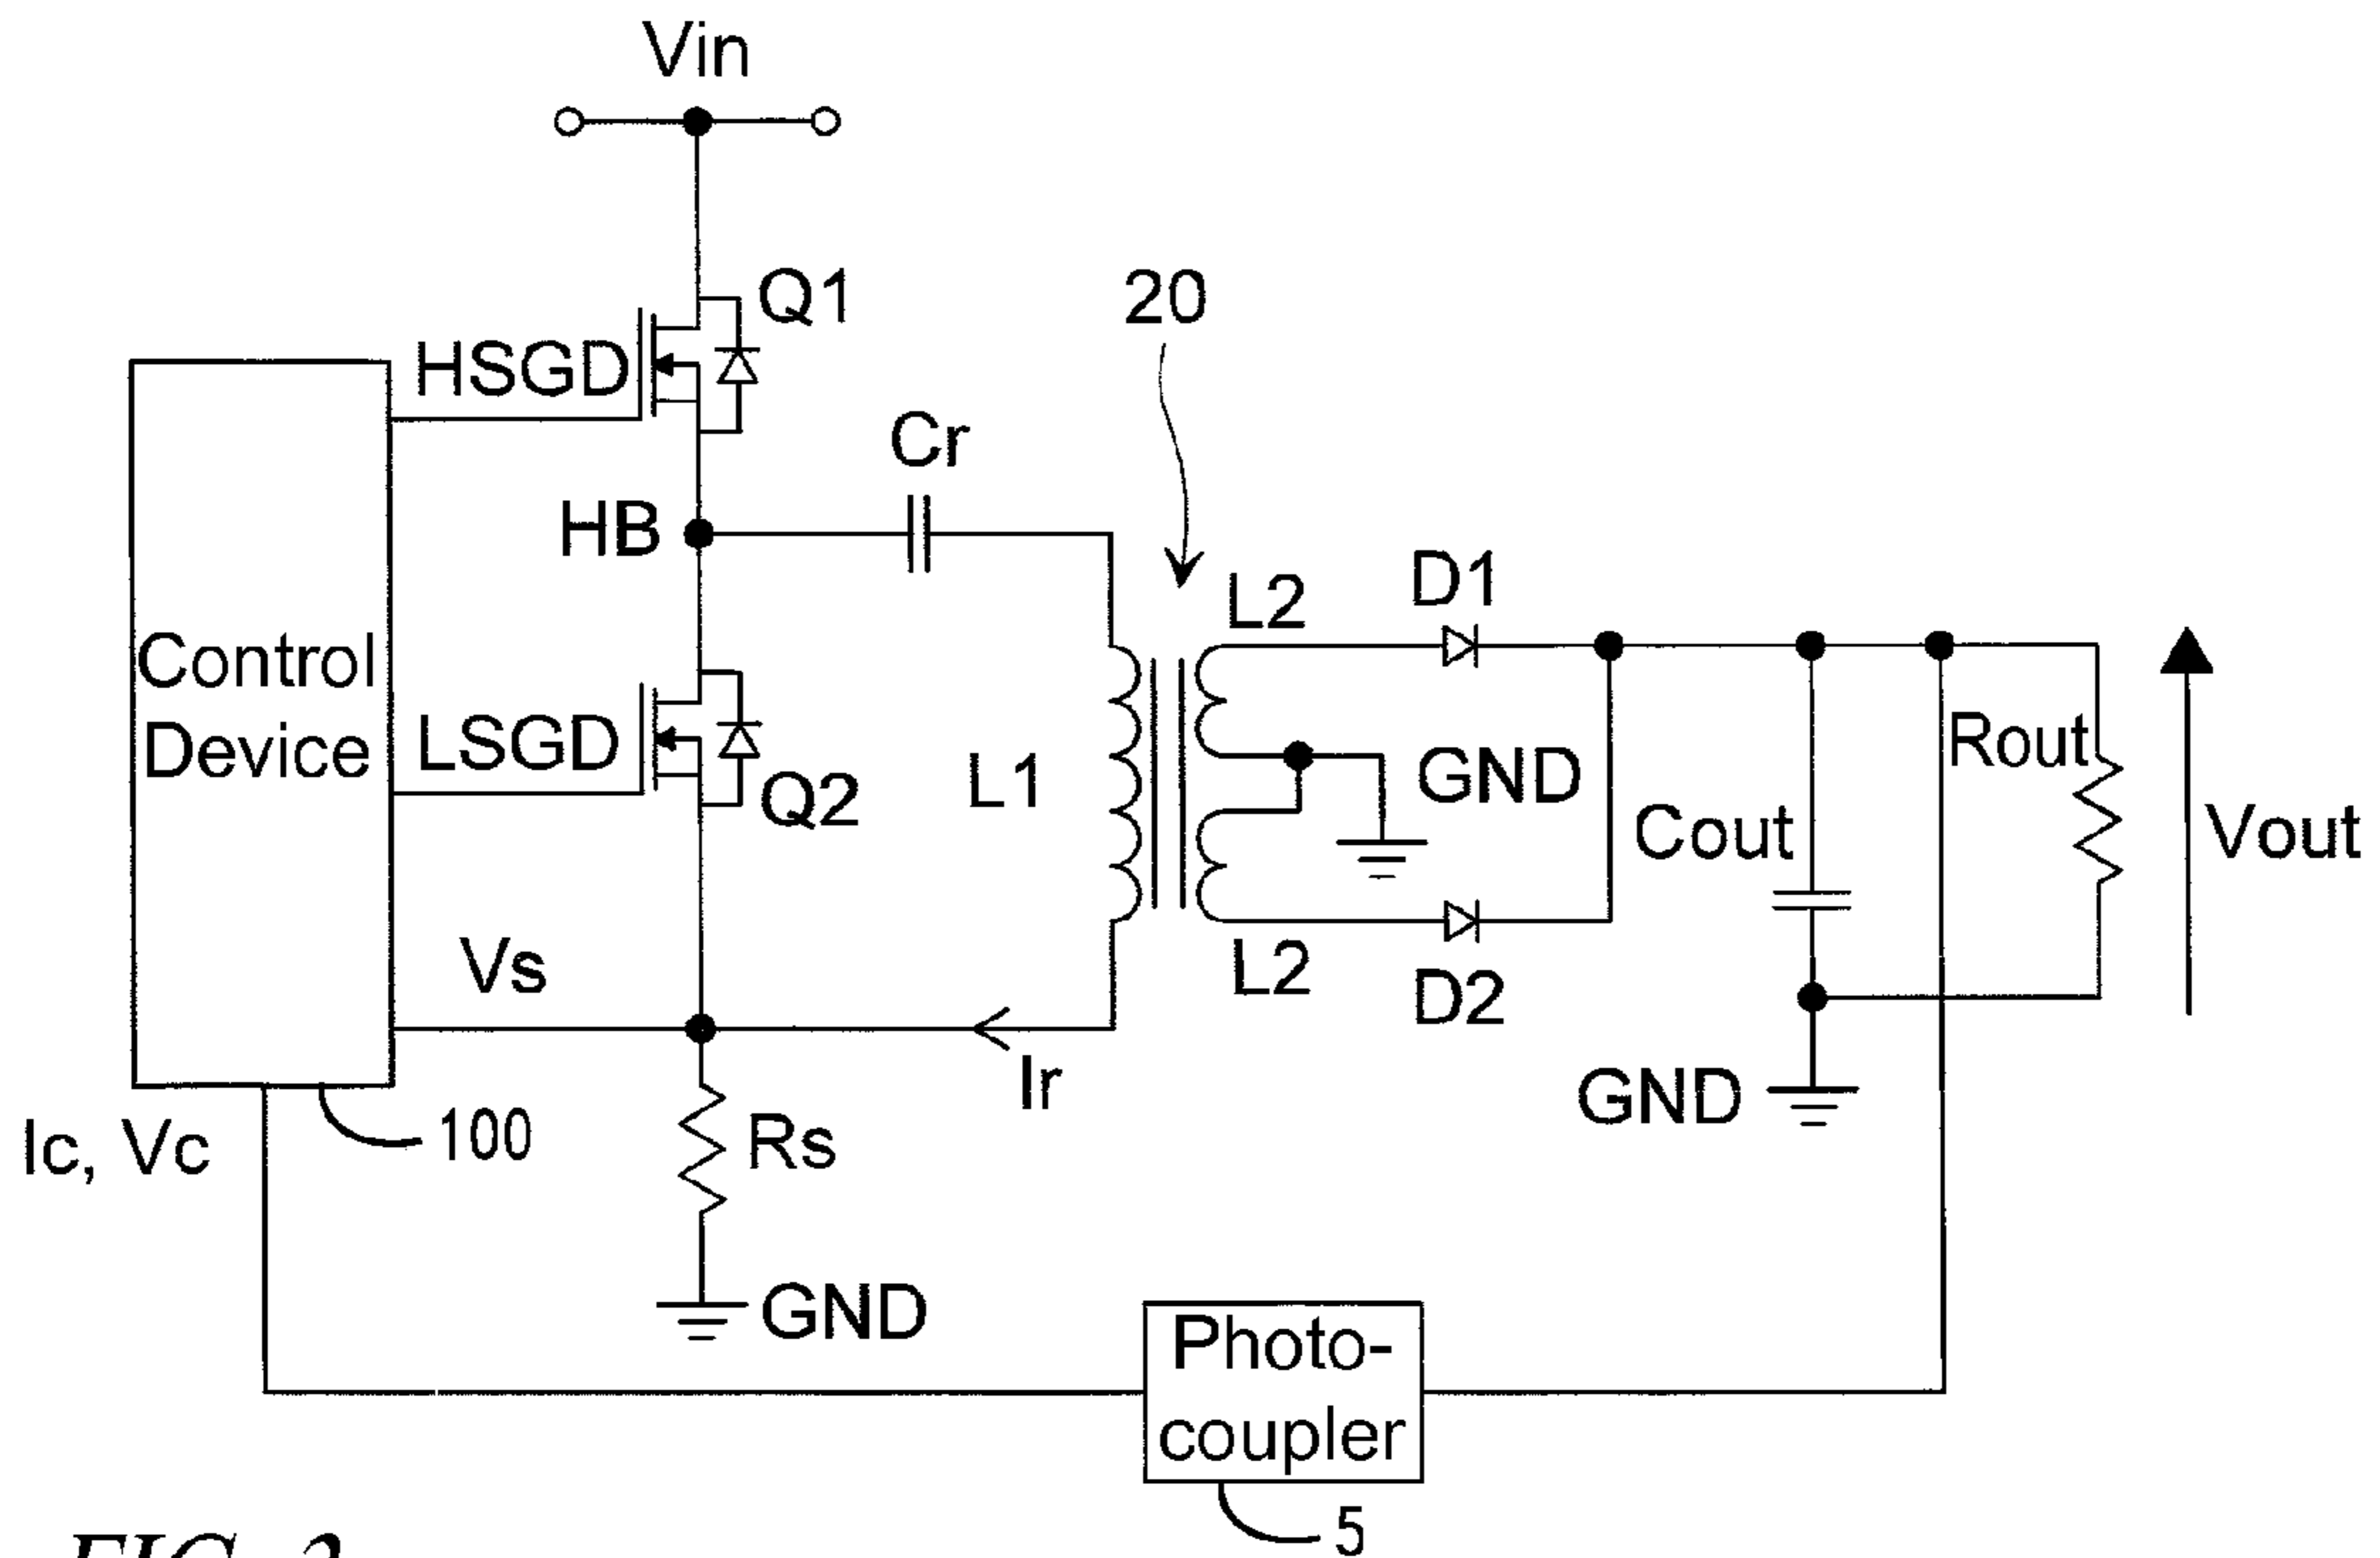 Vin
Q1
HSGD
20
Cr
HB
L2
D1
Control
Device
LSGD
Q2
L1
GND
Rout
Cout
Vout
Vs
L2
D2
Ir
GND
Ic, Vc
100
Rs
GND
Photo-
coupler
5